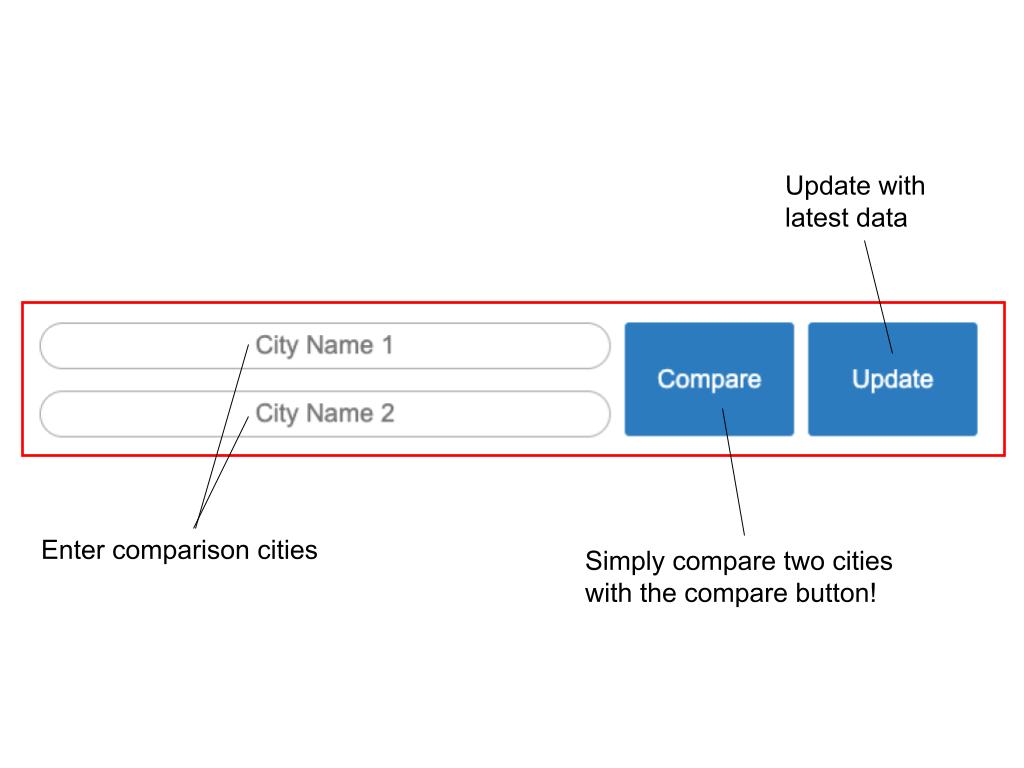 Update with
latest data
City Name 1
City Name 2
Compare
Update
Enter comparison cities
Simply compare two cities
with the compare button!